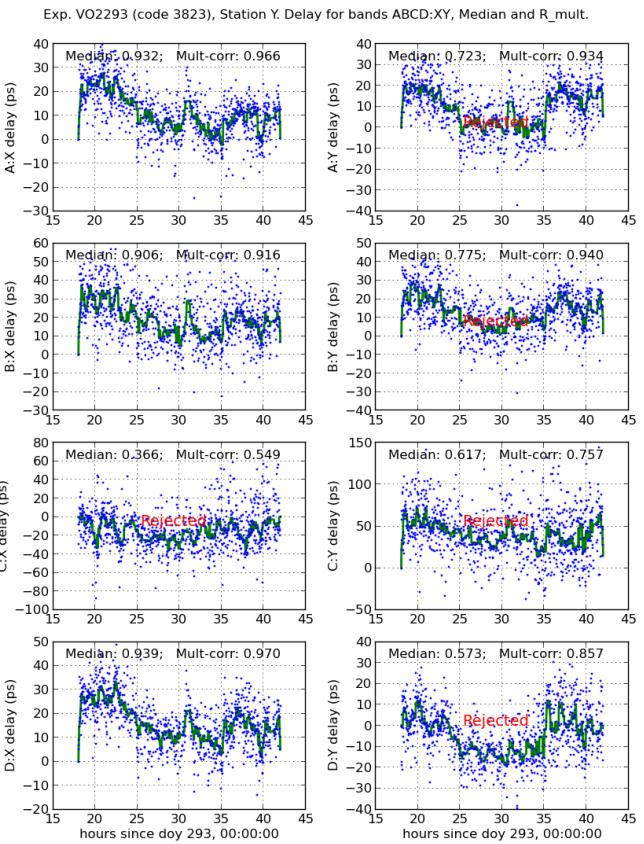 Exp. VO2293 (code 3823), Station Y. Delay for bands ABCD:XY, Median and R_mult.
Median: 0.932; Mult-corr: 0.966
A:X delay (ps)
40
30
20
10
0
−10
−20
−30
15 20 25 30 35 40 45
Median: 0.723; Mult-corr: 0.934
Rejected
A:Y delay (ps)
40
30
20
10
0
−10
−20
−30
−40
15 20 25 30 35 40 45
Median: 0.906; Mult-corr: 0.916
B:X delay (ps)
60
50
40
30
20
10
0
−10
−20
−30
15 20 25 30 35 40 45
Median: 0.775; Mult-corr: 0.940
Rejected
B:Y delay (ps)
50
40
30
20
10
0
−10
−20
−30
−40
15 20 25 30 35 40 45
Median: 0.366; Mult-corr: 0.549
Rejected
C:X delay (ps)
80
60
40
20
0
−20
−40
−60
−80
−100
15 20 25 30 35 40 45
Median: 0.617; Mult-corr: 0.757
Rejected
C:Y delay (ps)
150
100
50
0
−50
15 20 25 30 35 40 45
Median: 0.939; Mult-corr: 0.970
D:X delay (ps)
50
40
30
20
10
0
−10
−20
15 20 25 30 35 40 45
hours since doy 293, 00:00:00
Median: 0.573; Mult-corr: 0.857
Rejected
D:Y delay (ps)
40
30
20
10
0
−10
−20
−30
−40
15 20 25 30 35 40 45
hours since doy 293, 00:00:00